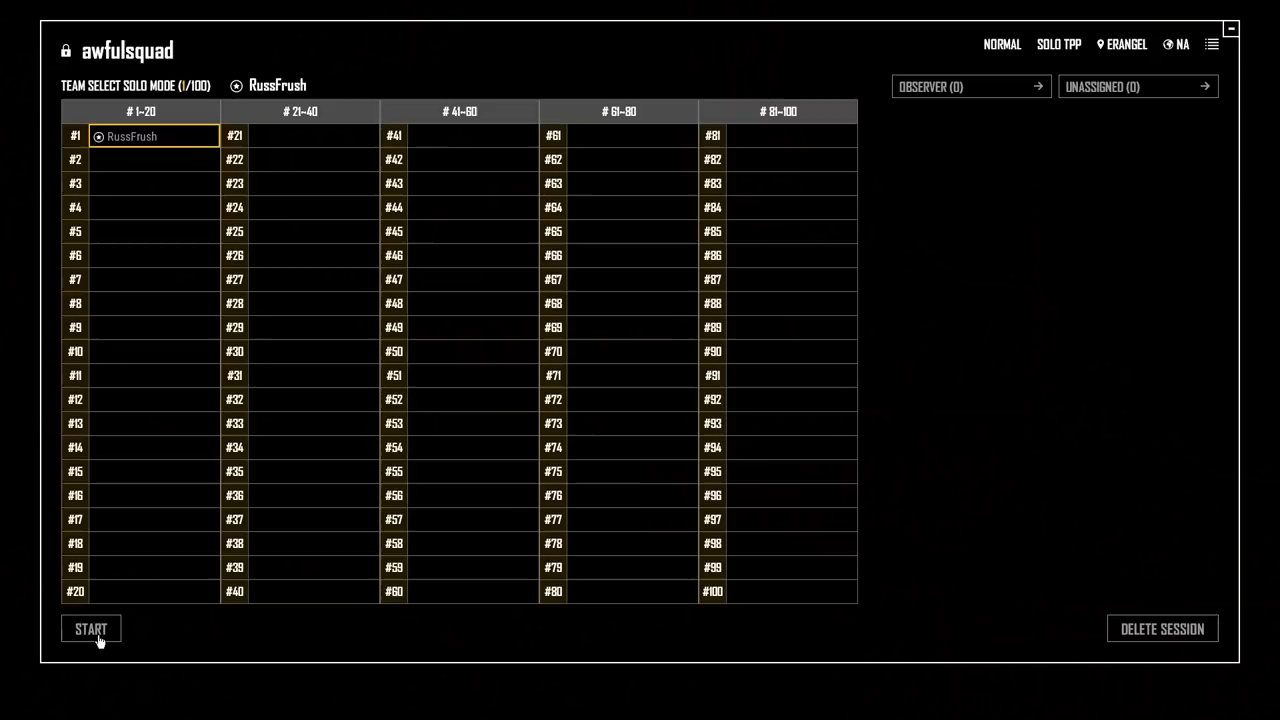 awfulsquad
NORMAL SOLO TPP ERANGEL NA
TEAM SELECT SOLO MODE (1/100) RussFrush
OBSERVER (0) UNASSIGNED (0)
# 1~20 # 21~40 # 41~60 # 61~80 # 81~100
#1 RussFrush #21 #41 #61 #81
#2 #22 #42 #62 #82
#3 #23 #43 #63 #83
#4 #24 #44 #64 #84
#5 #25 #45 #65 #85
#6 #26 #46 #66 #86
#7 #27 #47 #67 #87
#8 #28 #48 #68 #88
#9 #29 #49 #69 #89
#10 #30 #50 #70 #90
#11 #31 #51 #71 #91
#12 #32 #52 #72 #92
#13 #33 #53 #73 #93
#14 #34 #54 #74 #94
#15 #35 #55 #75 #95
#16 #36 #56 #76 #96
#17 #37 #57 #77 #97
#18 #38 #58 #78 #98
#19 #39 #59 #79 #99
#20 #40 #60 #80 #100
START DELETE SESSION